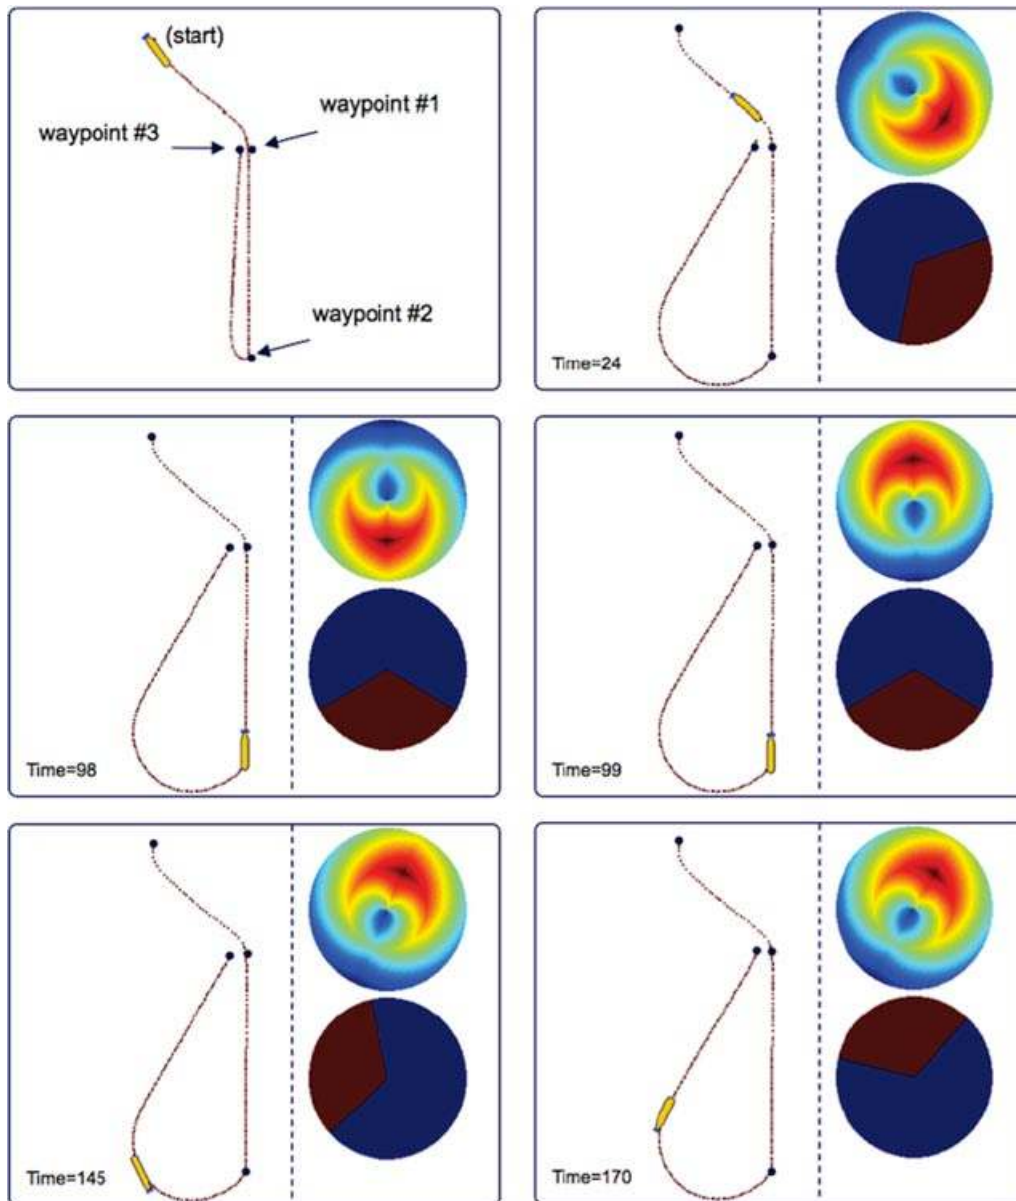 (start)
waypoint #1
waypoint #3
waypoint #2
Time=24
Time=98
Time=99
Time=145
Time=170